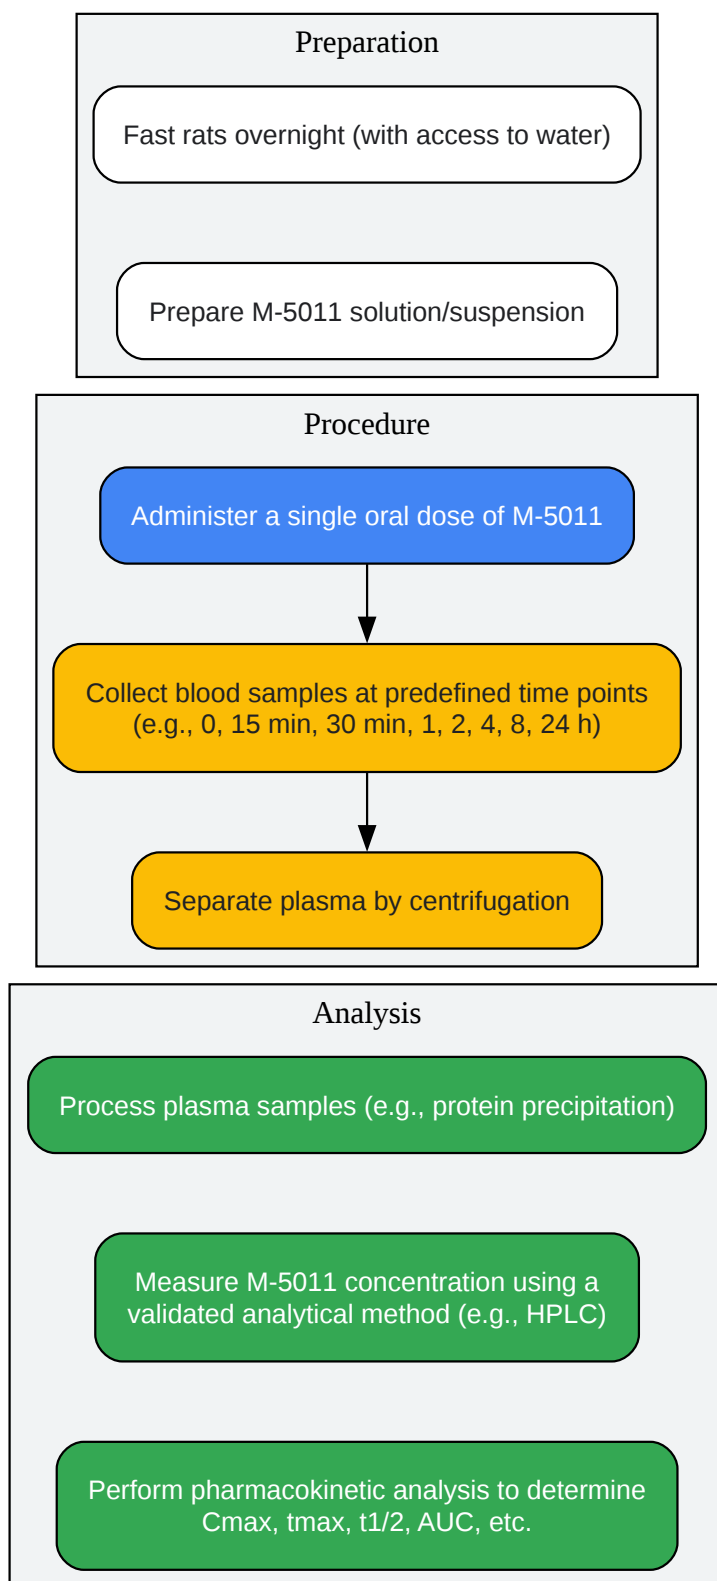 Preparation
Fast rats overnight (with access to water)
Prepare M-5011 solution/suspension
Procedure
Administer a single oral dose of M-5011
Collect blood samples at predefined time points
(e.g., 0, 15 min, 30 min, 1, 2, 4, 8, 24 h)
Separate plasma by centrifugation
Analysis
Process plasma samples (e.g., protein precipitation)
Measure M-5011 concentration using a
validated analytical method (e.g., HPLC)
Perform pharmacokinetic analysis to determine
Cmax, tmax, t1/2, AUC, etc.